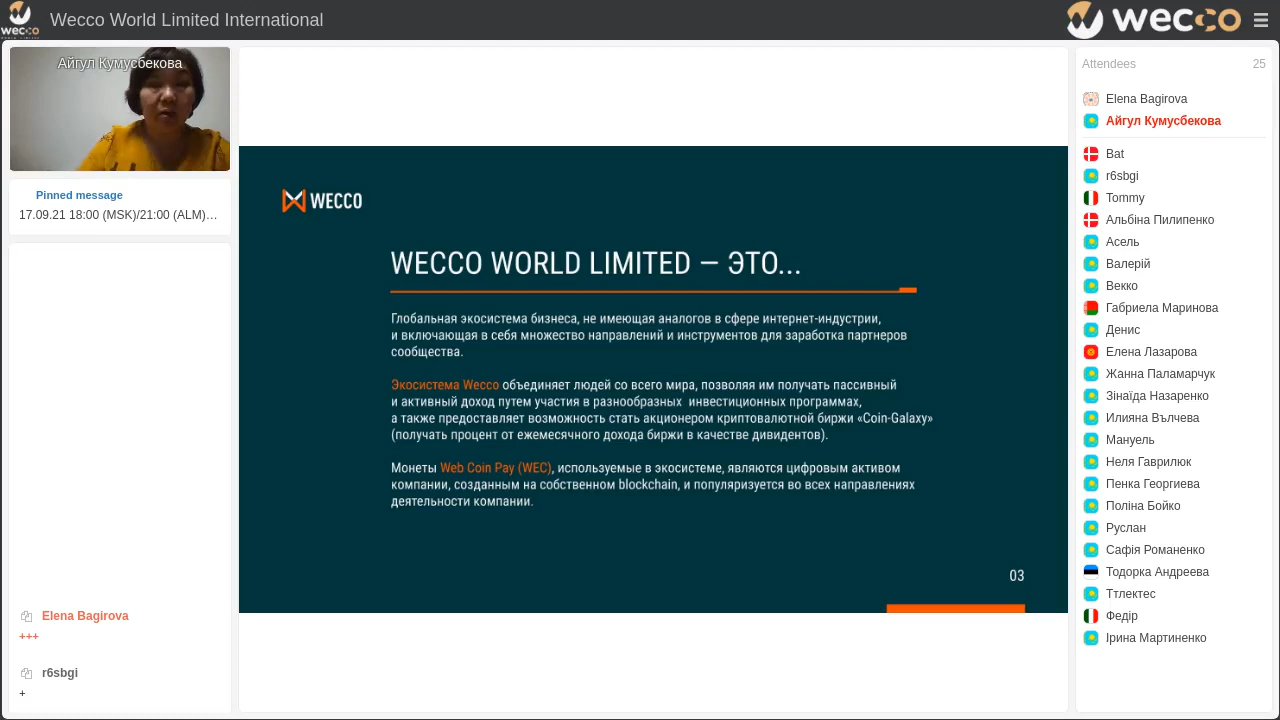 wecco
Wecco World Limited International
wecco
Айгул Кумусбекова
Pinned message
17.09.21 18:00 (MSK)/21:00 (ALM)…
Elena Bagirova
+++
r6sbgi
+
WECCO
WECCO WORLD LIMITED — ЭТО...
Глобальная экосистема бизнеса, не имеющая аналогов в сфере интернет-индустрии,
и включающая в себя множество направлений и инструментов для заработка партнеров
сообщества.
Экосистема Wecco объединяет людей со всего мира, позволяя им получать пассивный
и активный доход путем участия в разнообразных инвестиционных программах,
а также предоставляет возможность стать акционером криптовалютной биржи «Coin-Galaxy»
(получать процент от ежемесячного дохода биржи в качестве дивидентов).
Монеты Web Coin Pay (WEC), используемые в экосистеме, являются цифровым активом
компании, созданным на собственном blockchain, и популяризуется во всех направлениях
деятельности компании.
03
Attendees 25
Elena Bagirova
Айгул Кумусбекова
Bat
r6sbgi
Tommy
Альбіна Пилипенко
Асель
Валерій
Векко
Габриела Маринова
Денис
Елена Лазарова
Жанна Паламарчук
Зінаїда Назаренко
Илияна Вълчева
Мануель
Неля Гаврилюк
Пенка Георгиева
Поліна Бойко
Руслан
Сафія Романенко
Тодорка Андреева
Ттлектес
Федір
Ірина Мартиненко